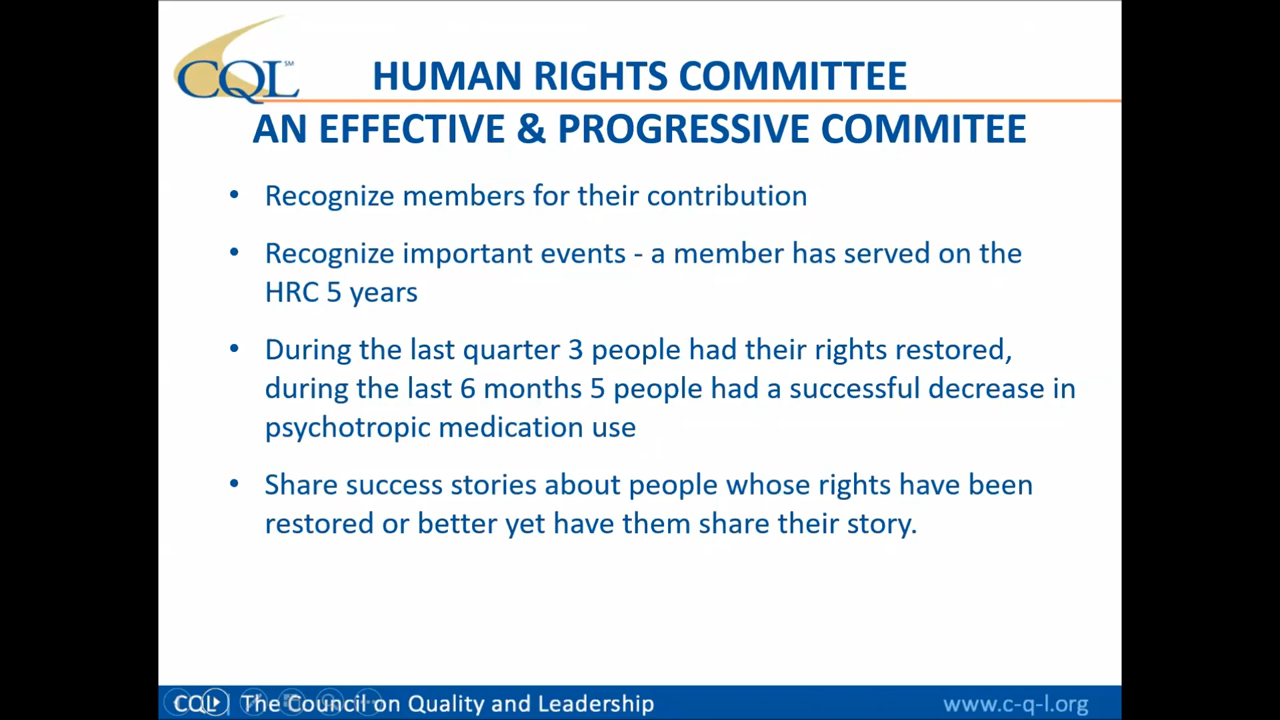 CQL℠
HUMAN RIGHTS COMMITTEE
AN EFFECTIVE & PROGRESSIVE COMMITEE
• Recognize members for their contribution
• Recognize important events - a member has served on the
HRC 5 years
• During the last quarter 3 people had their rights restored,
during the last 6 months 5 people had a successful decrease in
psychotropic medication use
• Share success stories about people whose rights have been
restored or better yet have them share their story.
CQL | The Council on Quality and Leadership
www.c-q-l.org